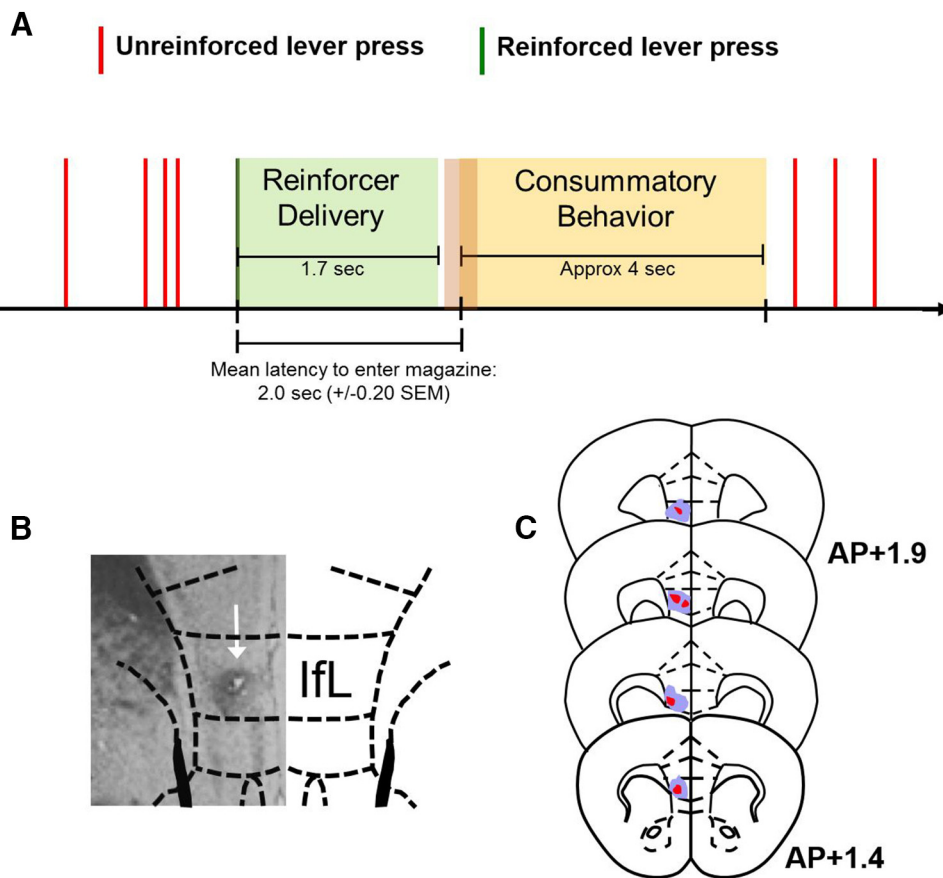 A
Unreinforced lever press
Reinforced lever press
Reinforcer
Delivery
1.7 sec
Consummatory
Behavior
Approx 4 sec
Mean latency to enter magazine:
2.0 sec (+/-0.20 SEM)
B
IfL
C
AP+1.9
AP+1.4